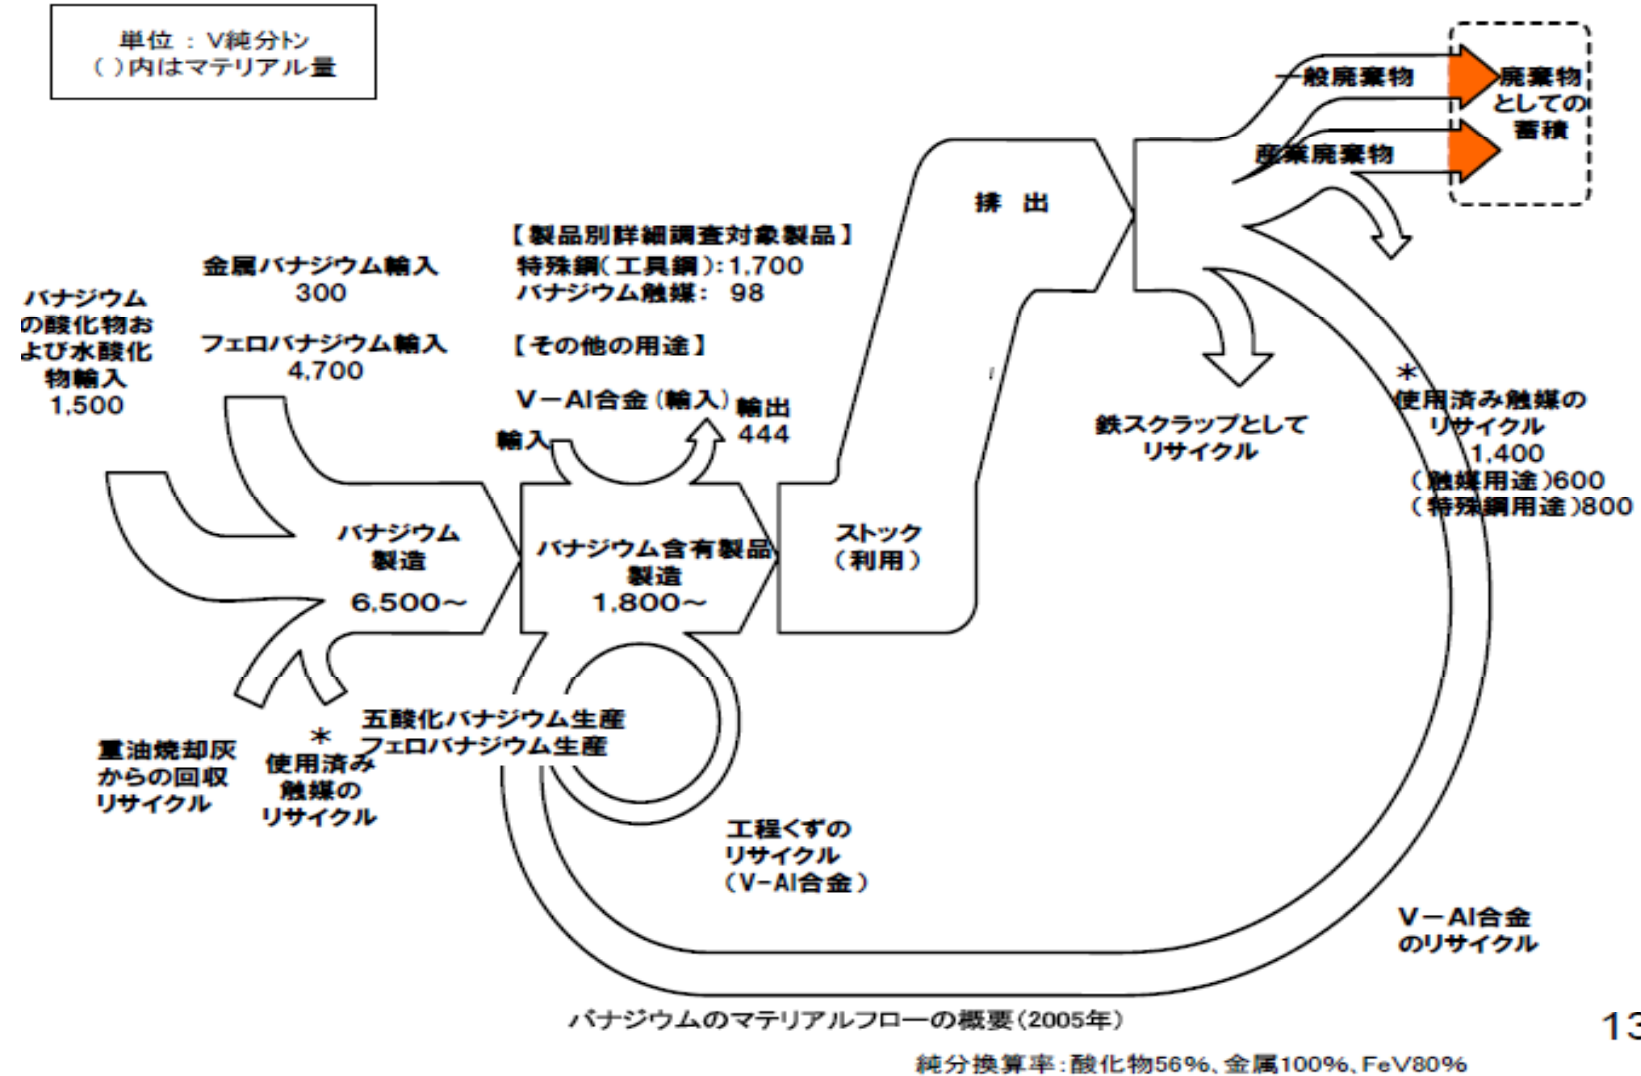 単位：V純分トン
( )内はマテリアル量
一般廃棄物
産業廃棄物
廃棄物
としての
蓄積
排 出
【製品別詳細調査対象製品】
特殊鋼(工具鋼):1,700
バナジウム触媒: 98
【その他の用途】
V－Al合金(輸入)
輸入
輸出
444
金属バナジウム輸入
300
フェロバナジウム輸入
4,700
バナジウム
の酸化物お
よび水酸化
物輸入
1,500
バナジウム
製造
6,500～
バナジウム含有製品
製造
1,800～
ストック
(利用)
鉄スクラップとして
リサイクル
＊
使用済み触媒の
リサイクル
1,400
(触媒用途)600
(特殊鋼用途)800
重油焼却灰
からの回収
リサイクル
＊
使用済み
触媒の
リサイクル
五酸化バナジウム生産
フェロバナジウム生産
工程くずの
リサイクル
(V-Al合金)
V－Al合金
のリサイクル
バナジウムのマテリアルフローの概要(2005年)
13
純分換算率:酸化物56%、金属100%、FeV80%